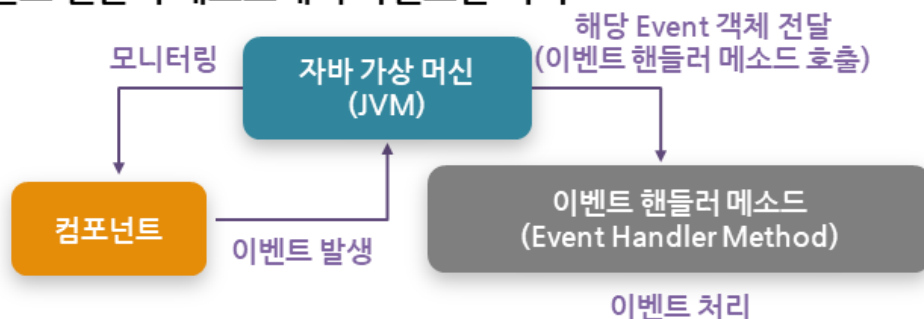 해당 Event 객체 전달
(이벤트 핸들러 메소드 호출)
모니터링
자바 가상 머신
(JVM)
컴포넌트
이벤트 발생
이벤트 핸들러 메소드
(Event Handler Method)
이벤트 처리